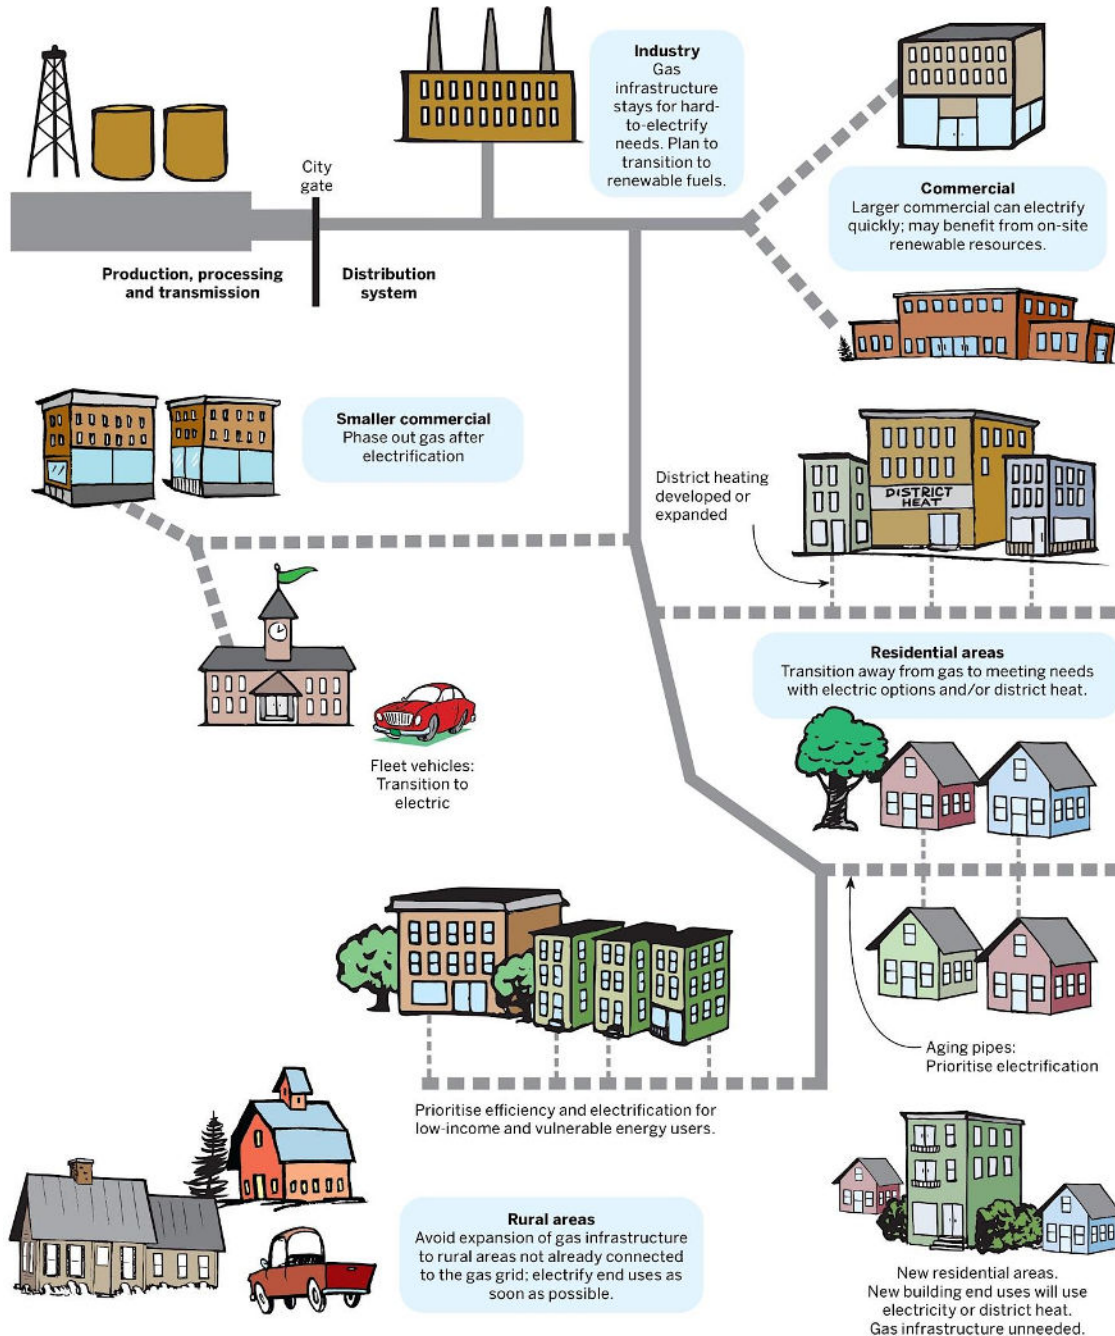 Industry
Gas
infrastructure
stays for hard-
to-electrify
needs. Plan to
transition to
renewable fuels.
City
gate
Commercial
Larger commercial can electrify
quickly; may benefit from on-site
renewable resources.
Production, processing
and transmission
Distribution
system
Smaller commercial
Phase out gas after
electrification
District heating
developed or
expanded
DISTRICT
HEAT
Residential areas
Transition away from gas to meeting needs
with electric options and/or district heat.
Fleet vehicles:
Transition to
electric
Aging pipes:
Prioritise electrification
Prioritise efficiency and electrification for
low-income and vulnerable energy users.
Rural areas
Avoid expansion of gas infrastructure
to rural areas not already connected
to the gas grid; electrify end uses as
soon as possible.
New residential areas.
New building end uses will use
electricity or district heat.
Gas infrastructure unneeded.